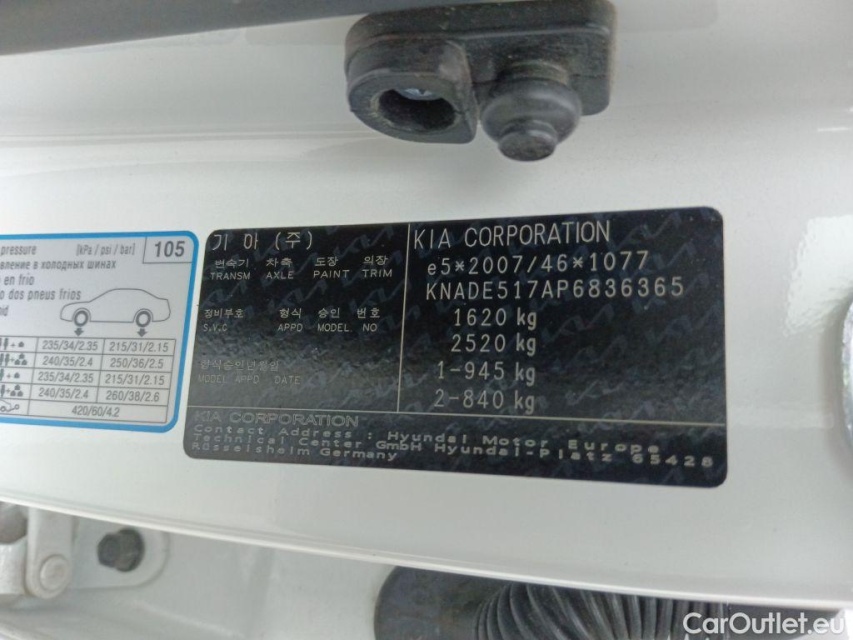 pressure [kPa / psi / bar] 105
вление в холодных шинах
en frio
o dos pneus frios
235/34/2.35 215/31/2.15
240/35/2.4 250/36/2.5
235/34/2.35 215/31/2.15
240/35/2.4 260/38/2.6
420/60/4.2
기 아 (주)
변속기 차축 도장 외장
TRANSM AXLE PAINT TRIM
정비부호 형식 승인 번호
S.V.C APPD MODEL NO
형식승인년월일
MODEL APPD DATE
KIA CORPORATION
e5*2007/46*1077
KNADE517AP6836365
1620 kg
2520 kg
1-945 kg
2-840 kg
KIA CORPORATION
Contact Address : Hyundai Motor Europe
Technical Center GmbH Hyundai-Platz 65428
Rüsselsheim Germany
CarOutlet.eu